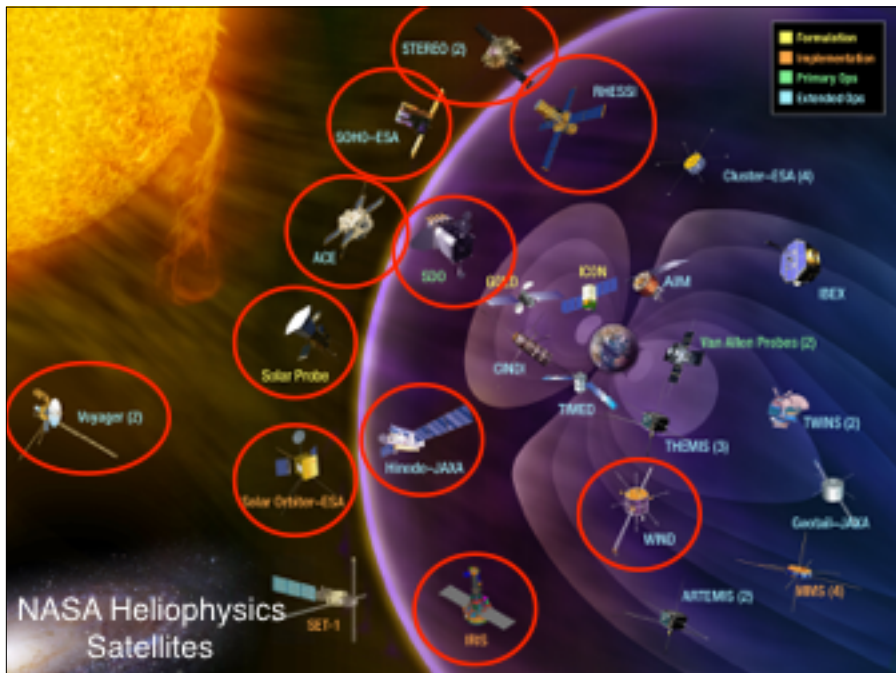 STEREO (2)
Formulation
Implementation
Primary Ops
Extended Ops
RHESSI
SOHO-ESA
Cluster-ESA (4)
ACE
SDO
GOLD
ICON
AIM
IBEX
Solar Probe
CINDI
Van Allen Probes (2)
Voyager (2)
TIMED
Hinode-JAXA
THEMIS (3)
TWINS (2)
Solar Orbiter-ESA
WIND
Geotail-JAXA
NASA Heliophysics
Satellites
SET-1
IRIS
ARTEMIS (2)
MMS (4)